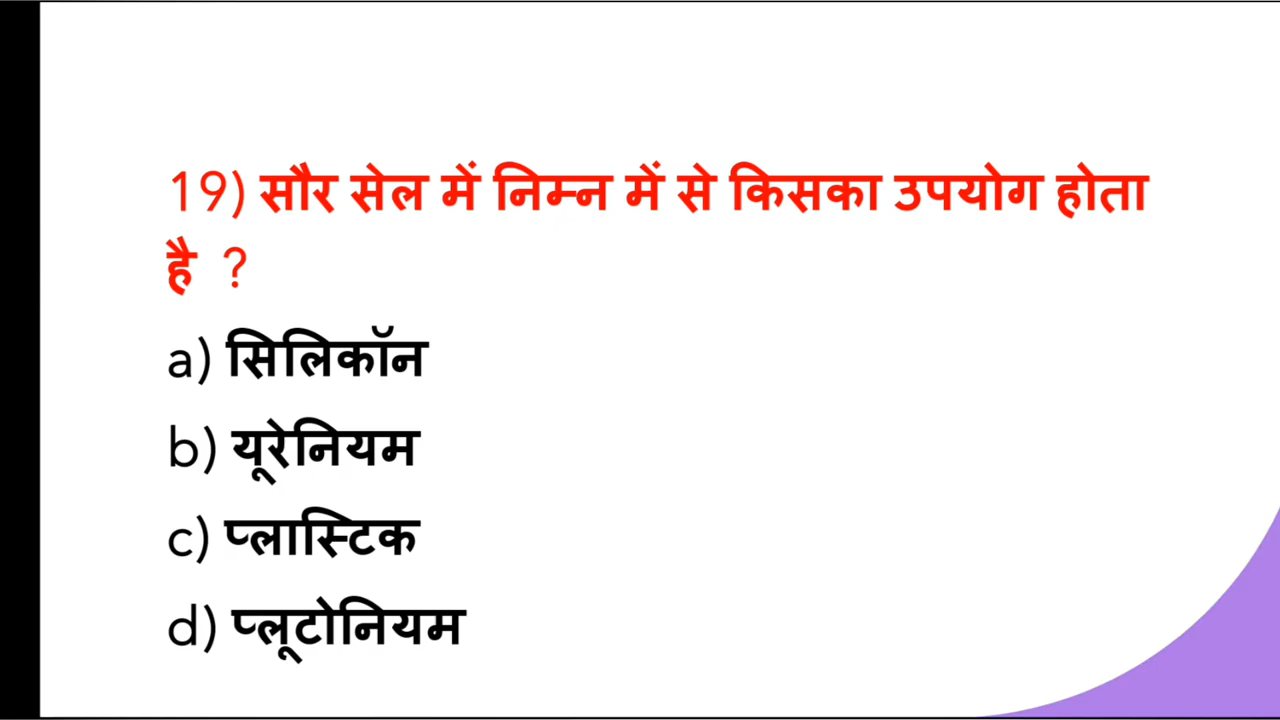 19) सौर सेल में निम्न में से किसका उपयोग होता
है ?
a) सिलिकॉन
b) यूरेनियम
c) प्लास्टिक
d) प्लूटोनियम